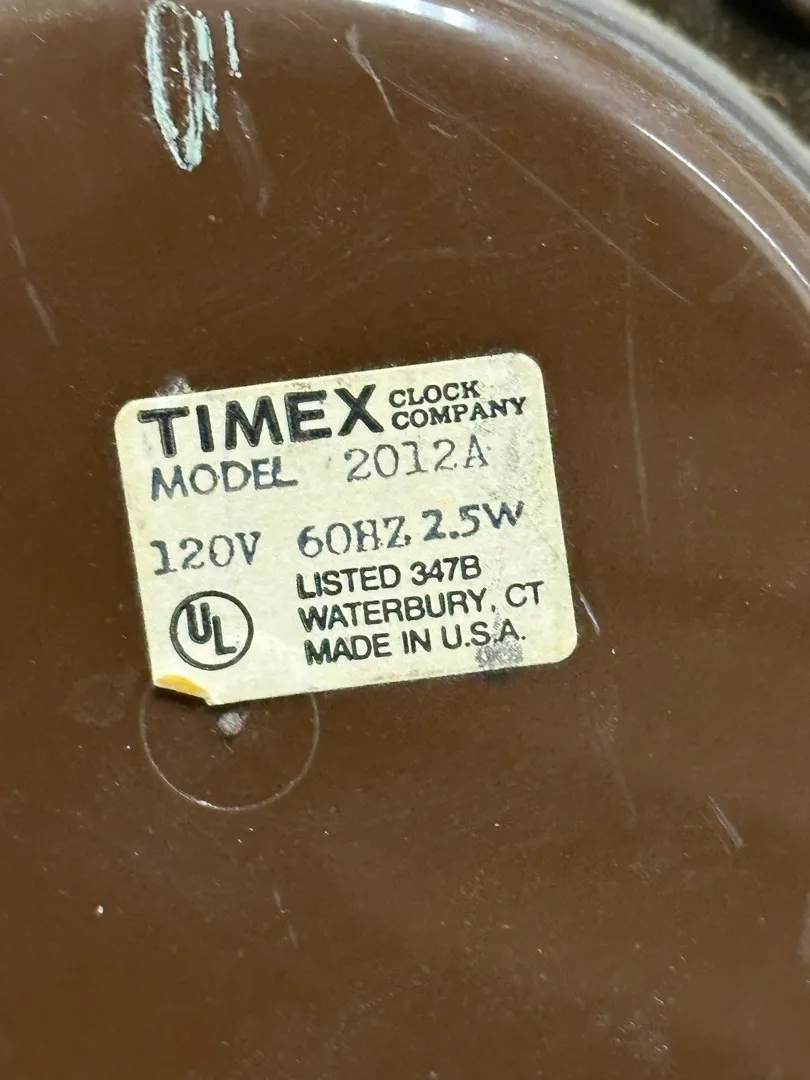 TIMEX CLOCK COMPANY
MODEL 2012A
120V 60HZ 2.5W
LISTED 347B
WATERBURY, CT
UL
MADE IN U.S.A.